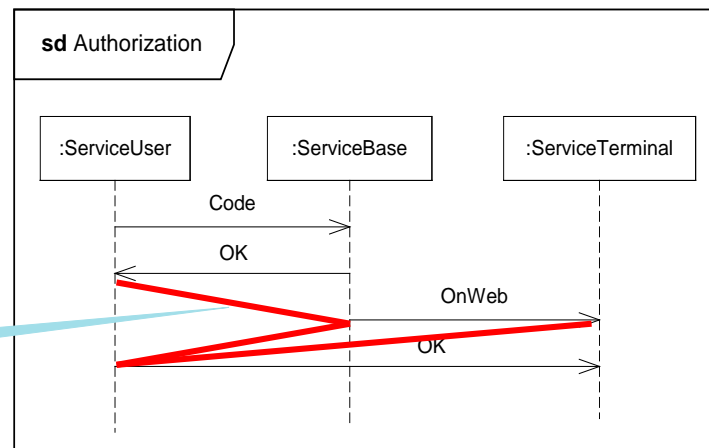 sd Authorization
:ServiceUser
:ServiceBase
:ServiceTerminal
Code
OK
OnWeb
OK